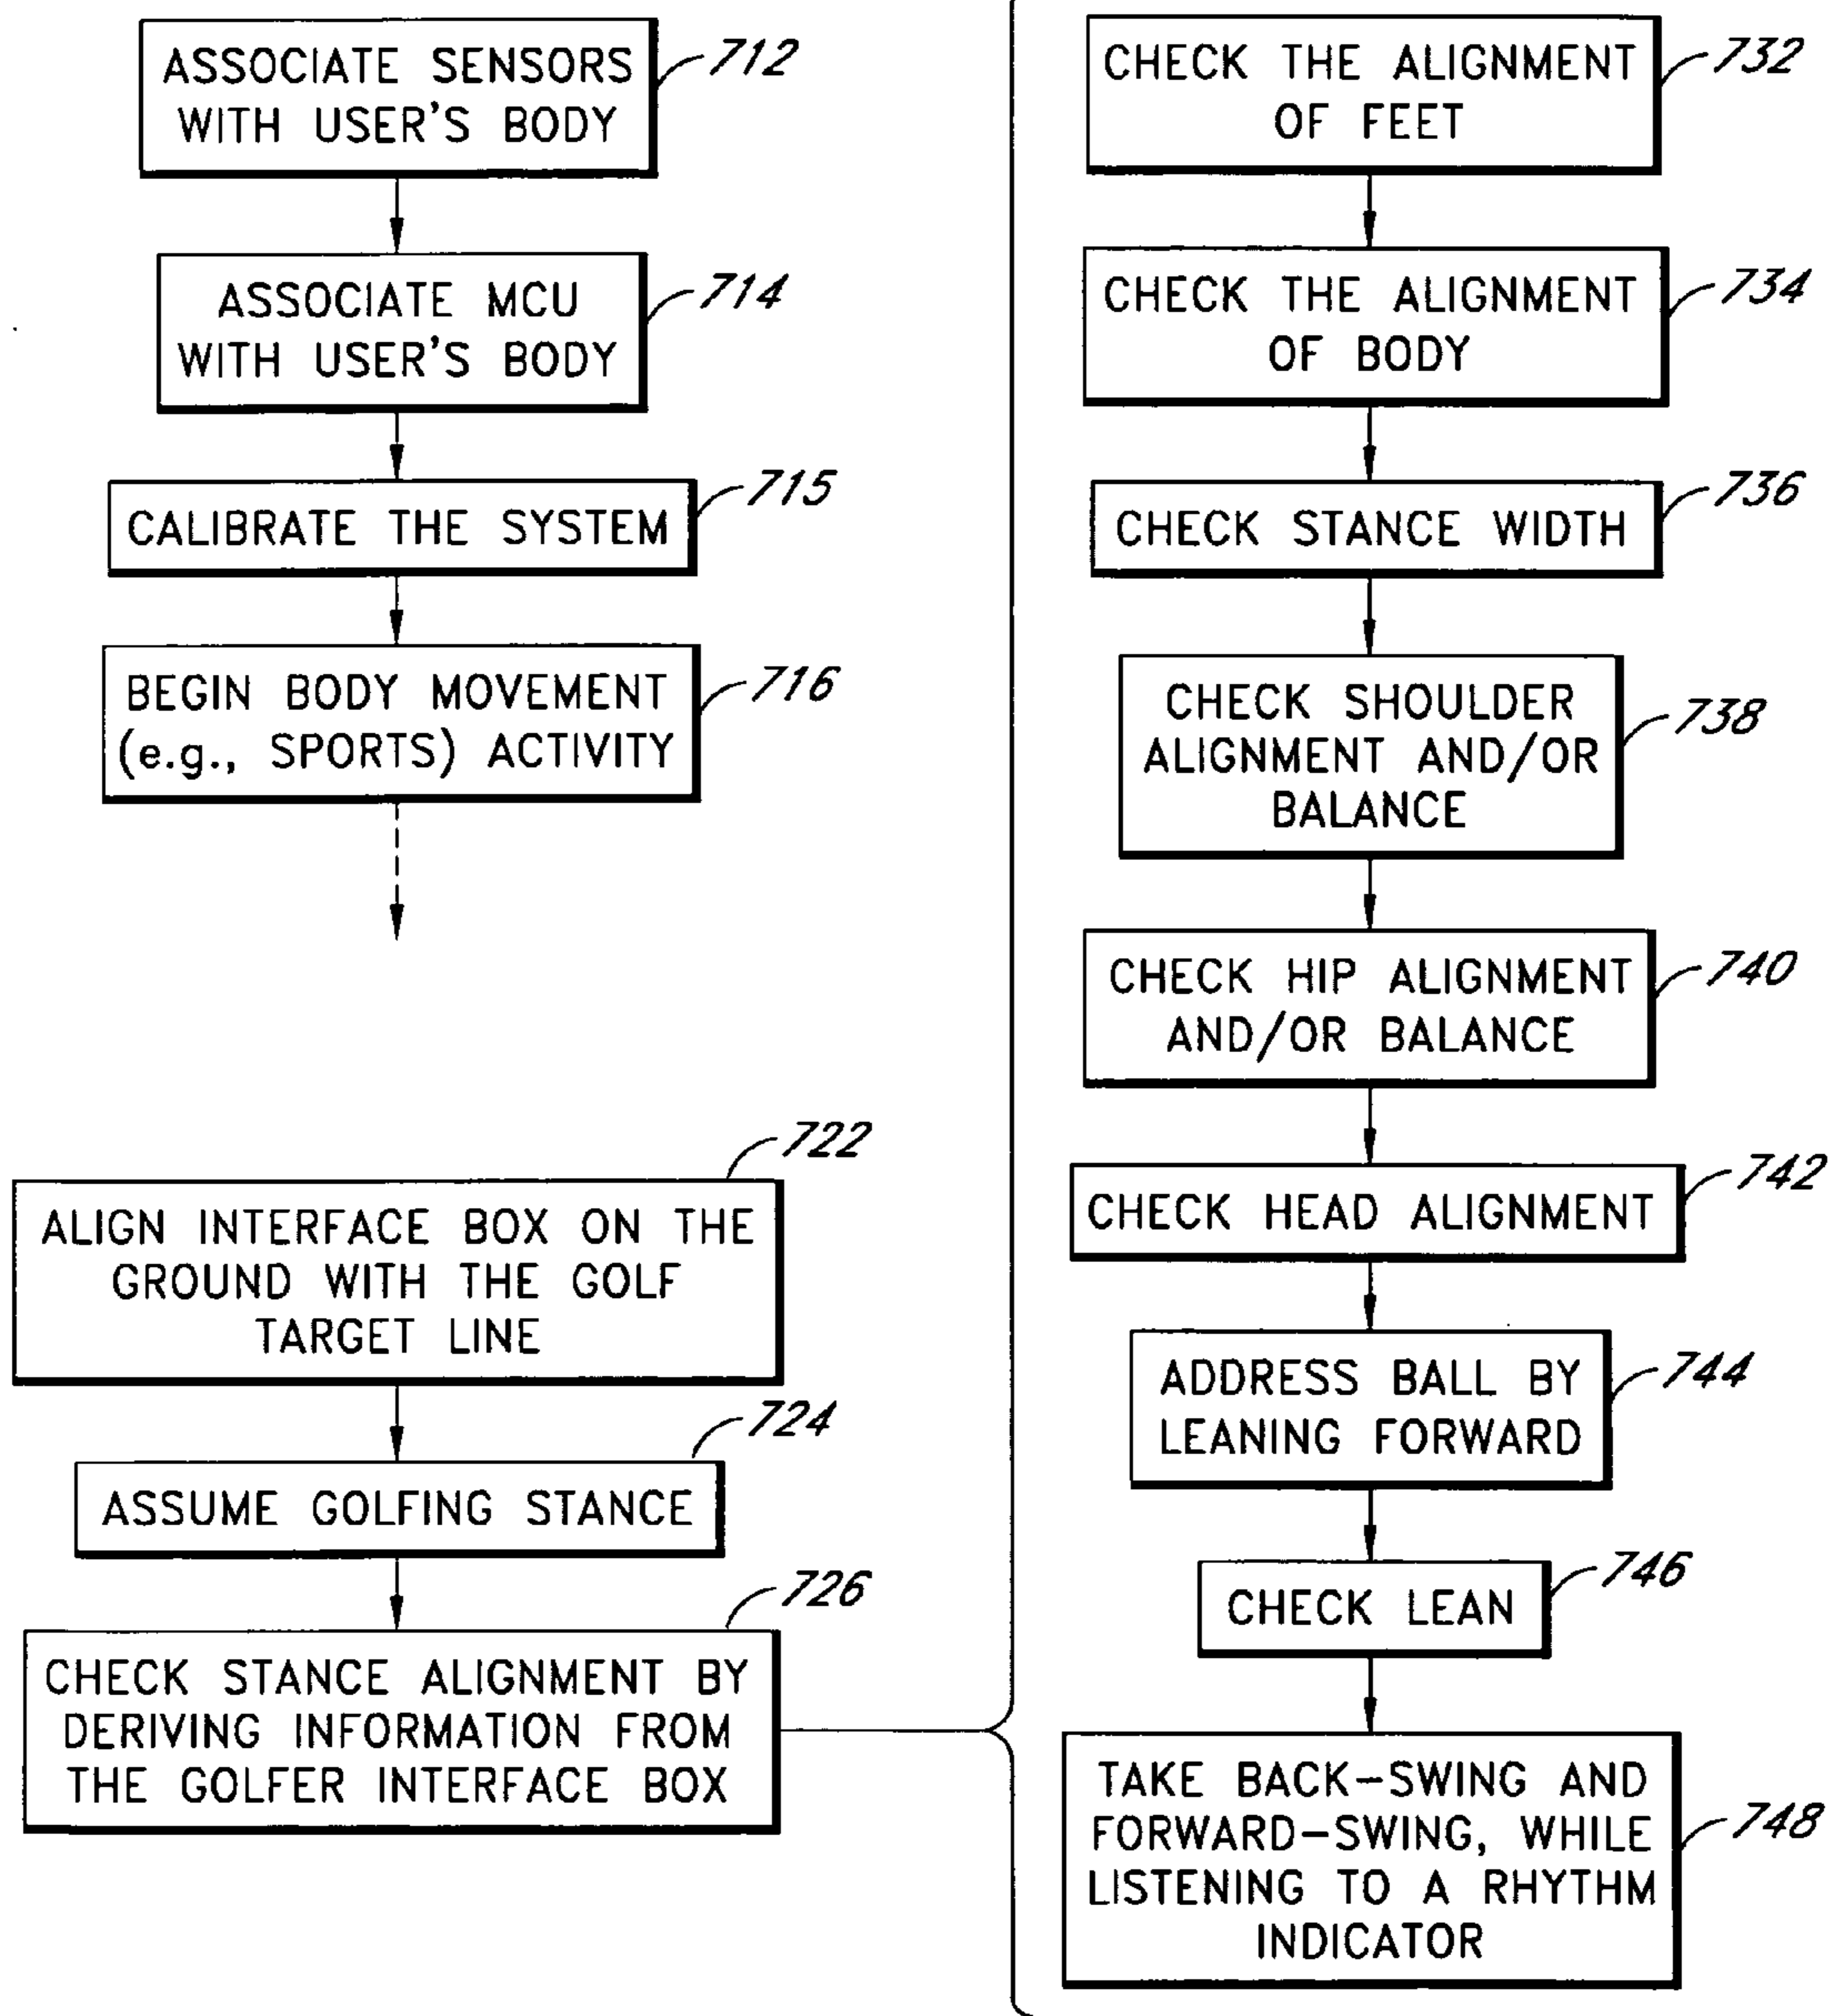 ASSOCIATE SENSORS
WITH USER'S BODY
712
ASSOCIATE MCU
WITH USER'S BODY
714
CALIBRATE THE SYSTEM
715
BEGIN BODY MOVEMENT
(e.g., SPORTS) ACTIVITY
716
722
ALIGN INTERFACE BOX ON THE
GROUND WITH THE GOLF
TARGET LINE
724
ASSUME GOLFING STANCE
726
CHECK STANCE ALIGNMENT BY
DERIVING INFORMATION FROM
THE GOLFER INTERFACE BOX
CHECK THE ALIGNMENT
OF FEET
732
CHECK THE ALIGNMENT
OF BODY
734
CHECK STANCE WIDTH
736
CHECK SHOULDER
ALIGNMENT AND/OR
BALANCE
738
CHECK HIP ALIGNMENT
AND/OR BALANCE
740
CHECK HEAD ALIGNMENT
742
ADDRESS BALL BY
LEANING FORWARD
744
CHECK LEAN
746
TAKE BACK-SWING AND
FORWARD-SWING, WHILE
LISTENING TO A RHYTHM
INDICATOR
748